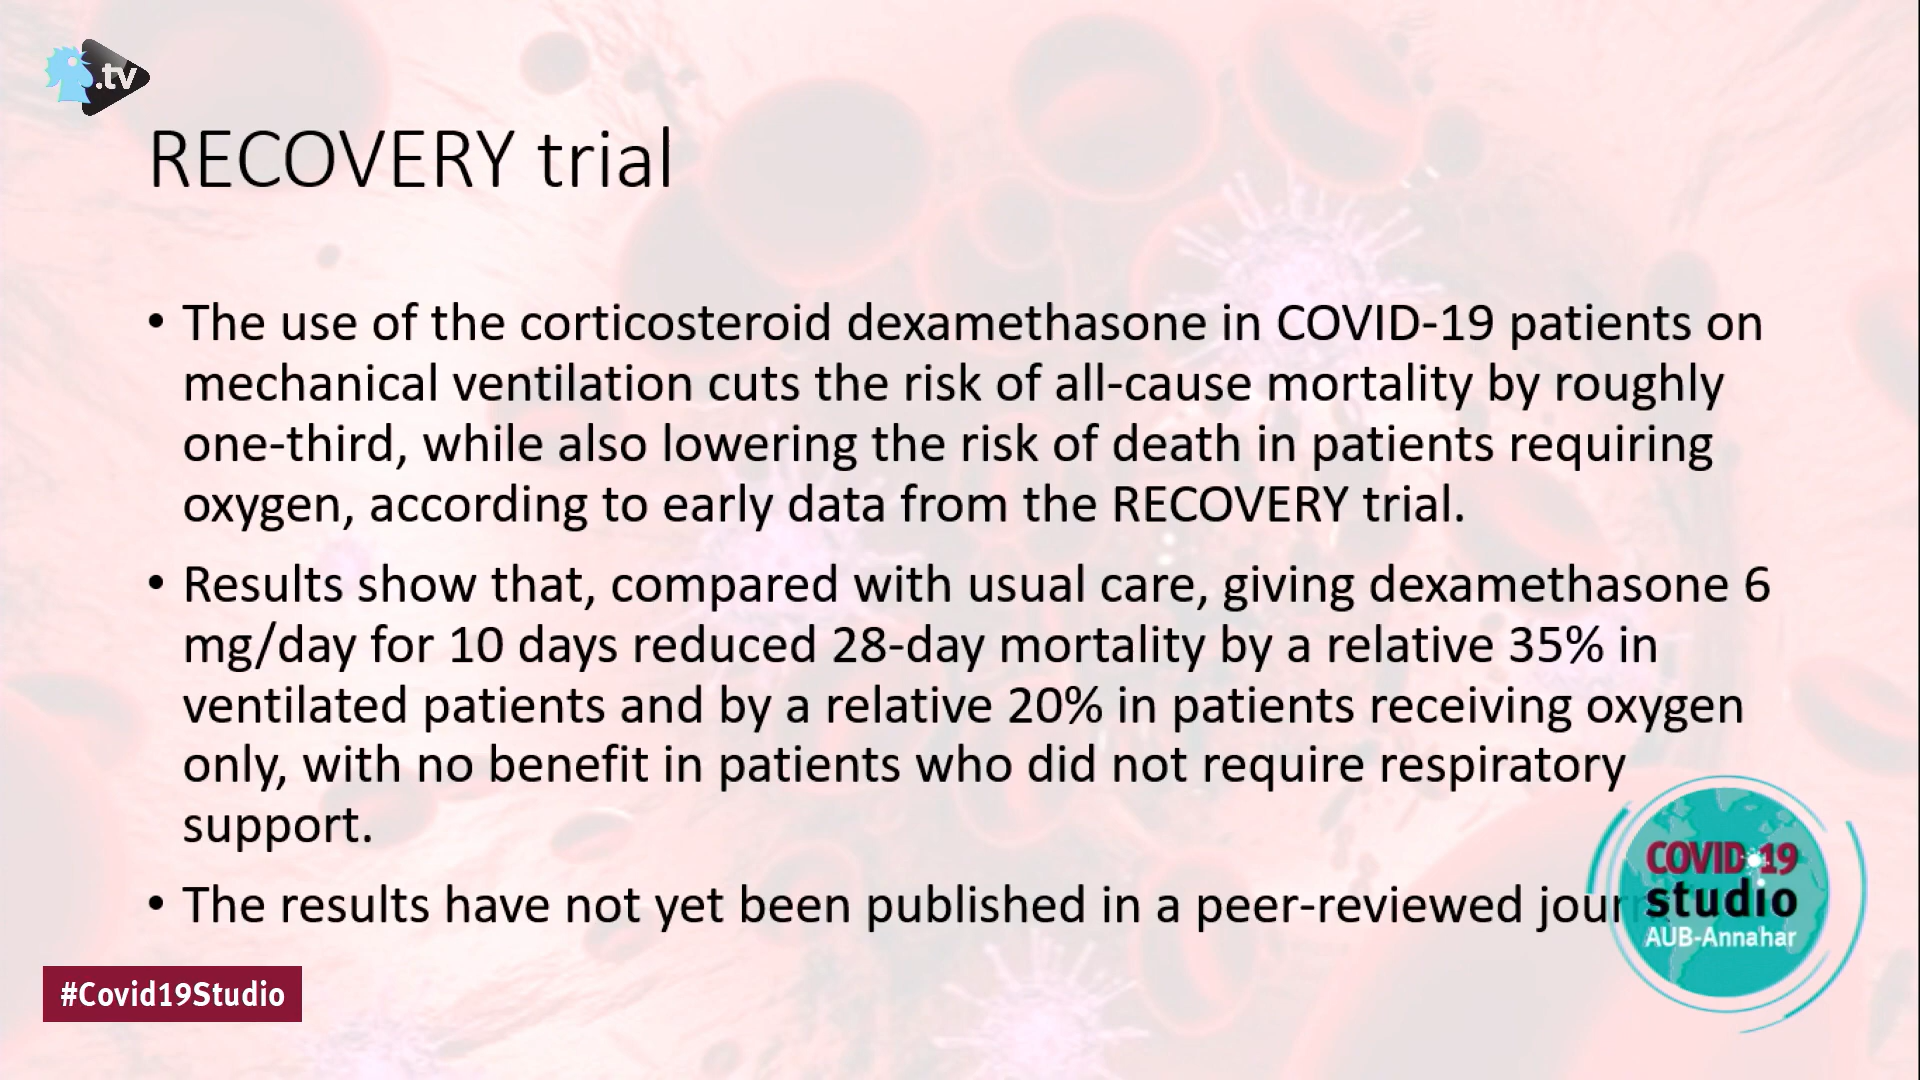 .tv
RECOVERY trial
• The use of the corticosteroid dexamethasone in COVID-19 patients on
mechanical ventilation cuts the risk of all-cause mortality by roughly
one-third, while also lowering the risk of death in patients requiring
oxygen, according to early data from the RECOVERY trial.
• Results show that, compared with usual care, giving dexamethasone 6
mg/day for 10 days reduced 28-day mortality by a relative 35% in
ventilated patients and by a relative 20% in patients receiving oxygen
only, with no benefit in patients who did not require respiratory
support.
• The results have not yet been published in a peer-reviewed
COVID 19
studio
AUB-Annahar
#Covid19Studio